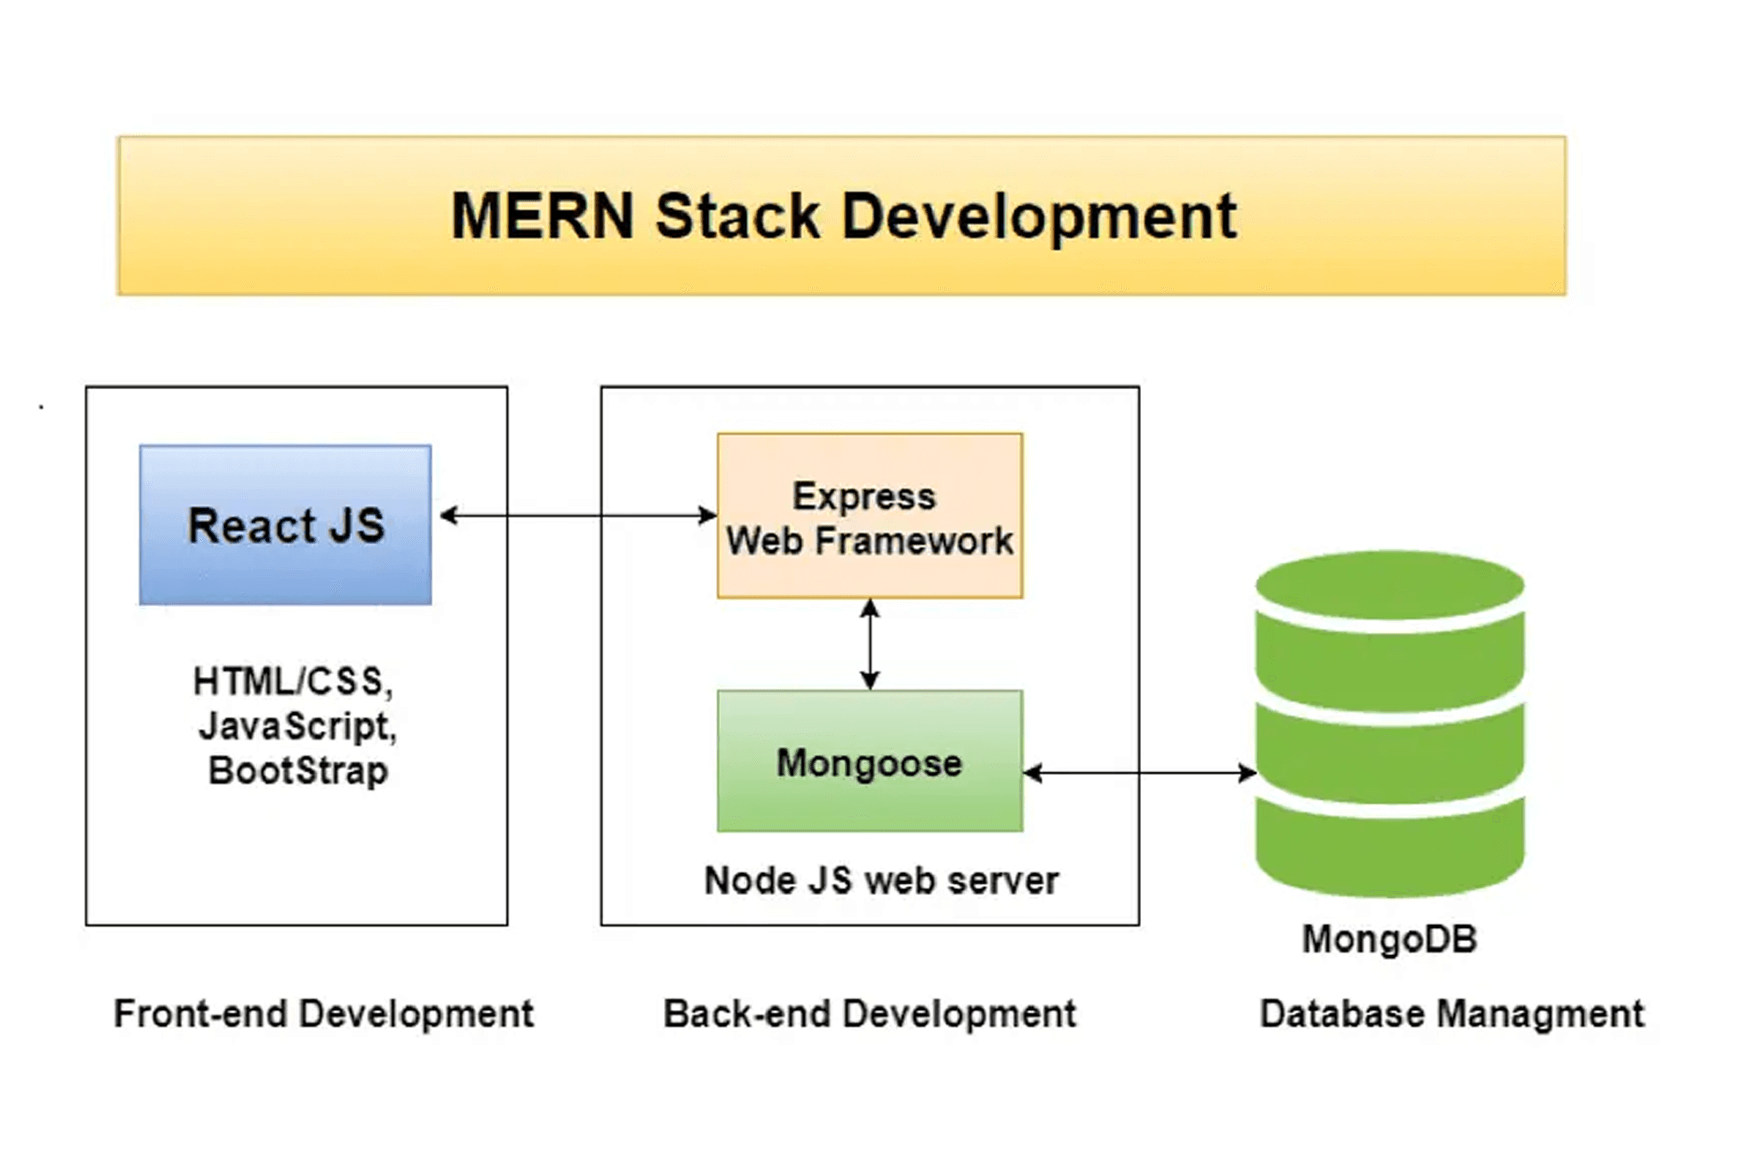 MERN Stack Development
React JS
HTML/CSS,
JavaScript,
BootStrap
Front-end Development
Express
Web Framework
Mongoose
Node JS web server
Back-end Development
MongoDB
Database Managment